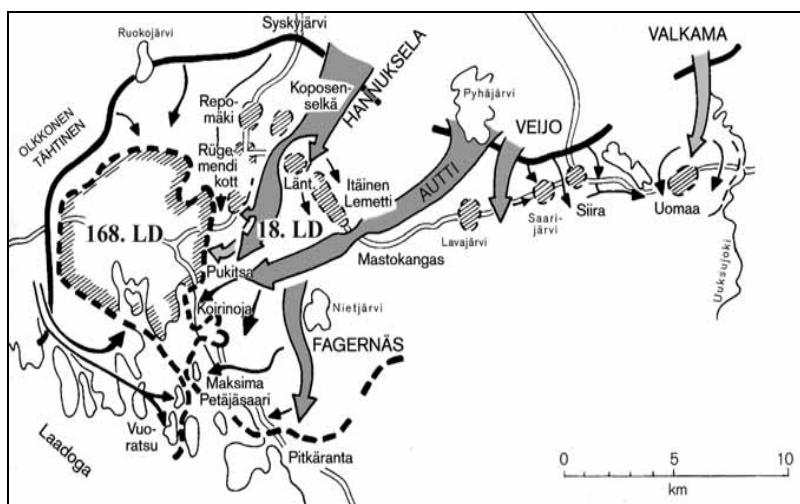 Syskyjärvi
Ruokojärvi
VALKAMA
OLKKONEN
TÄHTINEN
Repo-
mäki
Koposen-
selkä
HANNUKSELA
Pyhäjärvi
VEIJO
Rüge
mendi
kott
Länt.
Itäinen
Lemetti
AUTTI
168. LD
18. LD
Lavajärvi
Saari-
järvi
Siira
Uomaa
Pukitsa
Mastokangas
Uuksujoki
Koirinoja
Nietjärvi
FAGERNÄS
Maksima
Petäjäsaari
Vuo-
ratsu
Laadoga
Pitkäranta
0 5 10
km